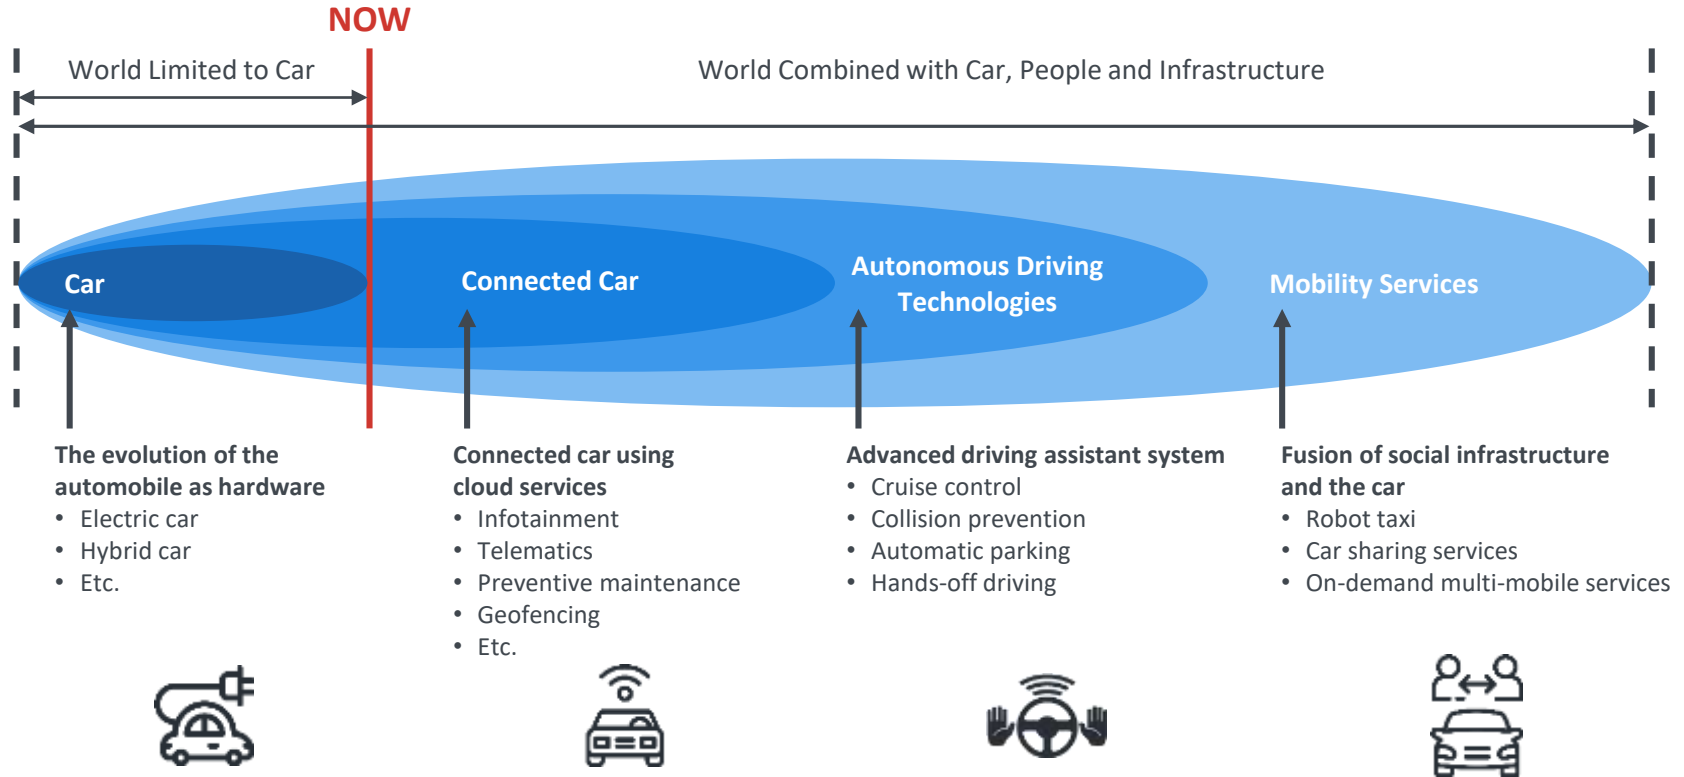 NOW
World Limited to Car
World Combined with Car, People and Infrastructure
Car
Connected Car
Autonomous Driving
Technologies
Mobility Services
The evolution of the
automobile as hardware
• Electric car
• Hybrid car
• Etc.
Connected car using
cloud services
• Infotainment
• Telematics
• Preventive maintenance
• Geofencing
• Etc.
Advanced driving assistant system
• Cruise control
• Collision prevention
• Automatic parking
• Hands-off driving
Fusion of social infrastructure
and the car
• Robot taxi
• Car sharing services
• On-demand multi-mobile services